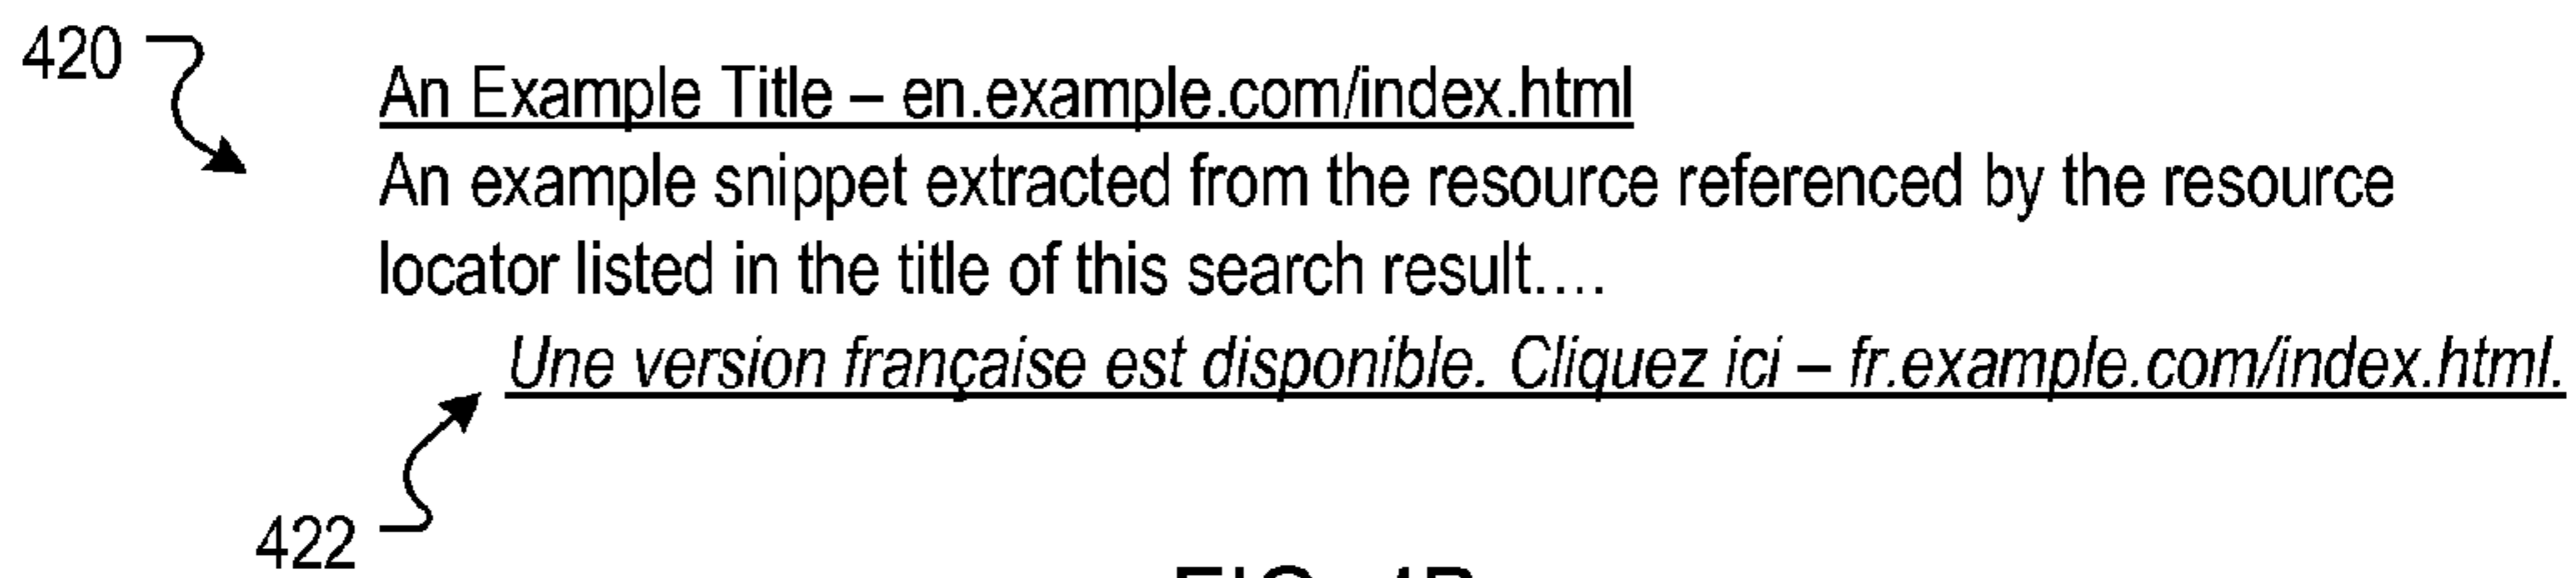 420
An Example Title – en.example.com/index.html
An example snippet extracted from the resource referenced by the resource
locator listed in the title of this search result....
Une version française est disponible. Cliquez ici – fr.example.com/index.html.
422